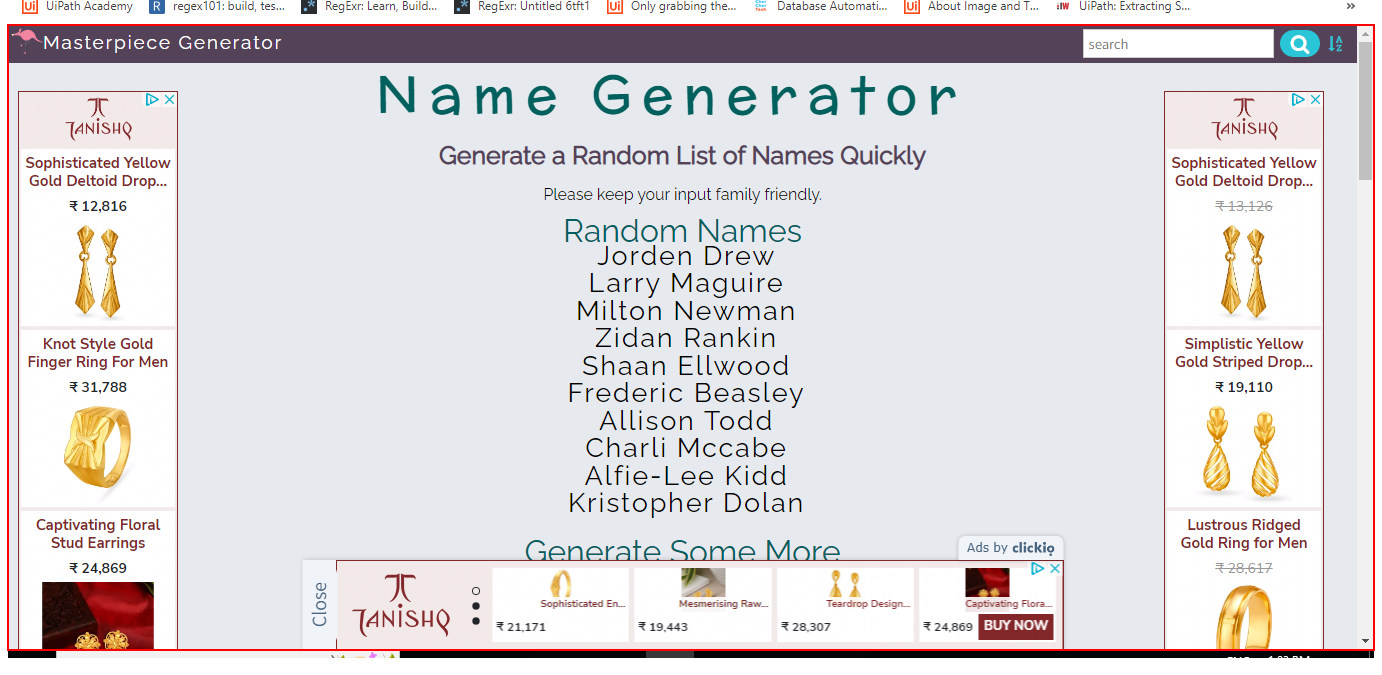 UiPath Academy
regex101: build, tes...
RegExr: Learn, Build...
RegExr: Untitled 6tft1
Only grabbing the...
Database Automati...
About Image and T...
UiPath: Extracting S...
»
Masterpiece Generator
search
Name Generator
Generate a Random List of Names Quickly
Please keep your input family friendly.
Random Names
Jorden Drew
Larry Maguire
Milton Newman
Zidan Rankin
Shaan Ellwood
Frederic Beasley
Allison Todd
Charli Mccabe
Alfie-Lee Kidd
Kristopher Dolan
Generate Some More
TANISHQ
Sophisticated Yellow
Gold Deltoid Drop...
₹ 12,816
Knot Style Gold
Finger Ring For Men
₹ 31,788
Captivating Floral
Stud Earrings
₹ 24,869
TANISHQ
Sophisticated Yellow
Gold Deltoid Drop...
₹ 13,126
Simplistic Yellow
Gold Striped Drop...
₹ 19,110
Lustrous Ridged
Gold Ring for Men
₹ 28,617
Ads by clickio
Close
TANISHQ
Sophisticated En...
₹ 21,171
Mesmerising Raw...
₹ 19,443
Teardrop Design...
₹ 28,307
Captivating Flora...
₹ 24,869
BUY NOW